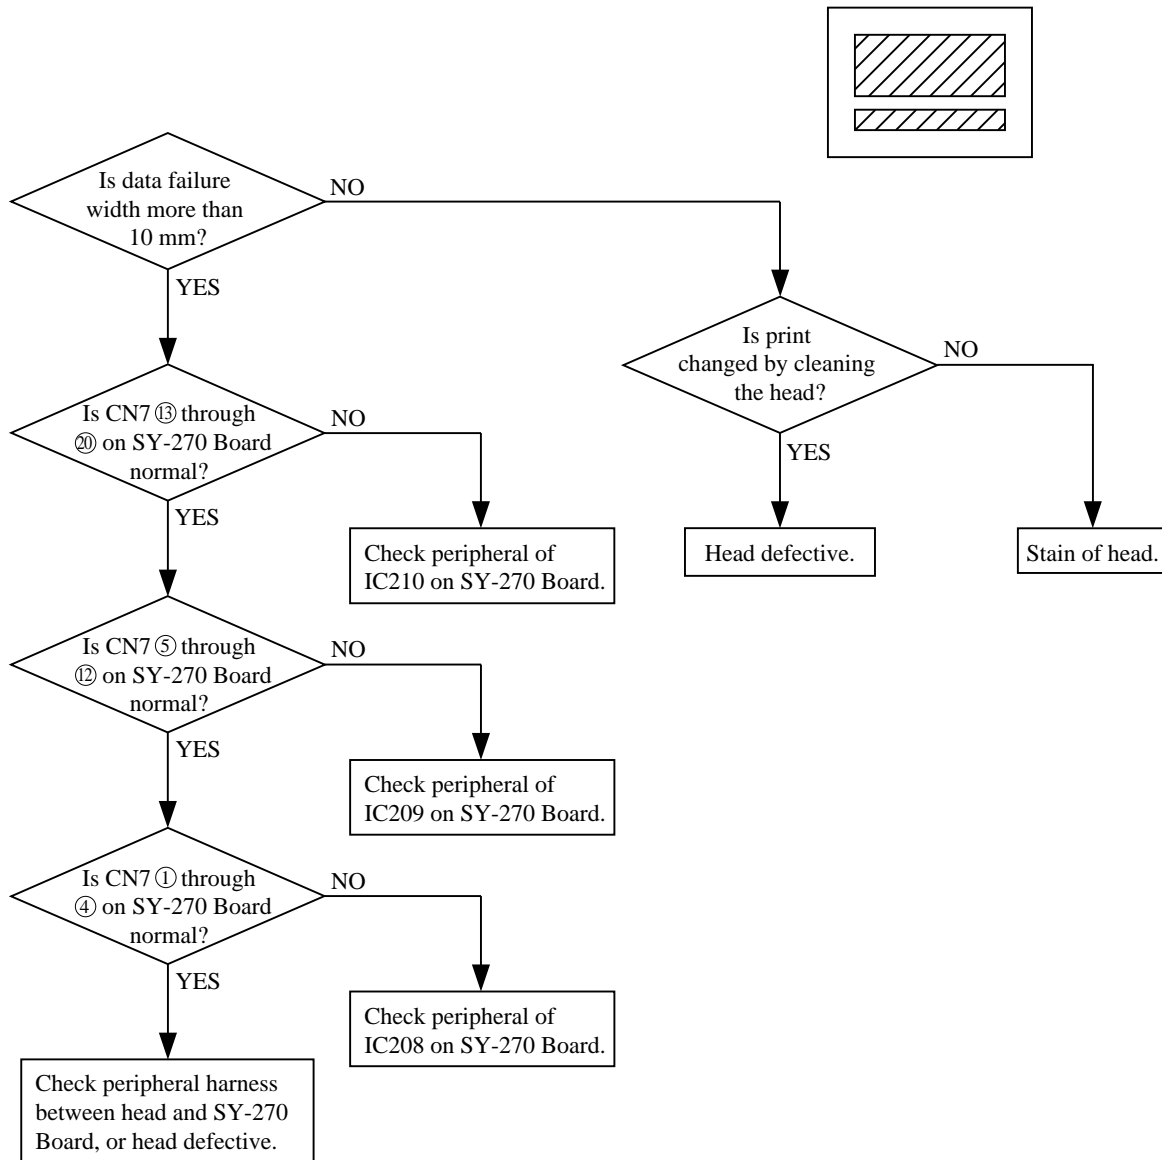 Is data failure
width more than
10 mm?
NO
YES
Is print
changed by cleaning
the head?
NO
YES
Head defective.
Stain of head.
Is CN7 ⑬ through
⑳ on SY-270 Board
normal?
NO
YES
Check peripheral of
IC210 on SY-270 Board.
Is CN7 ⑤ through
⑫ on SY-270 Board
normal?
NO
YES
Check peripheral of
IC209 on SY-270 Board.
Is CN7 ① through
④ on SY-270 Board
normal?
NO
YES
Check peripheral of
IC208 on SY-270 Board.
Check peripheral harness
between head and SY-270
Board, or head defective.